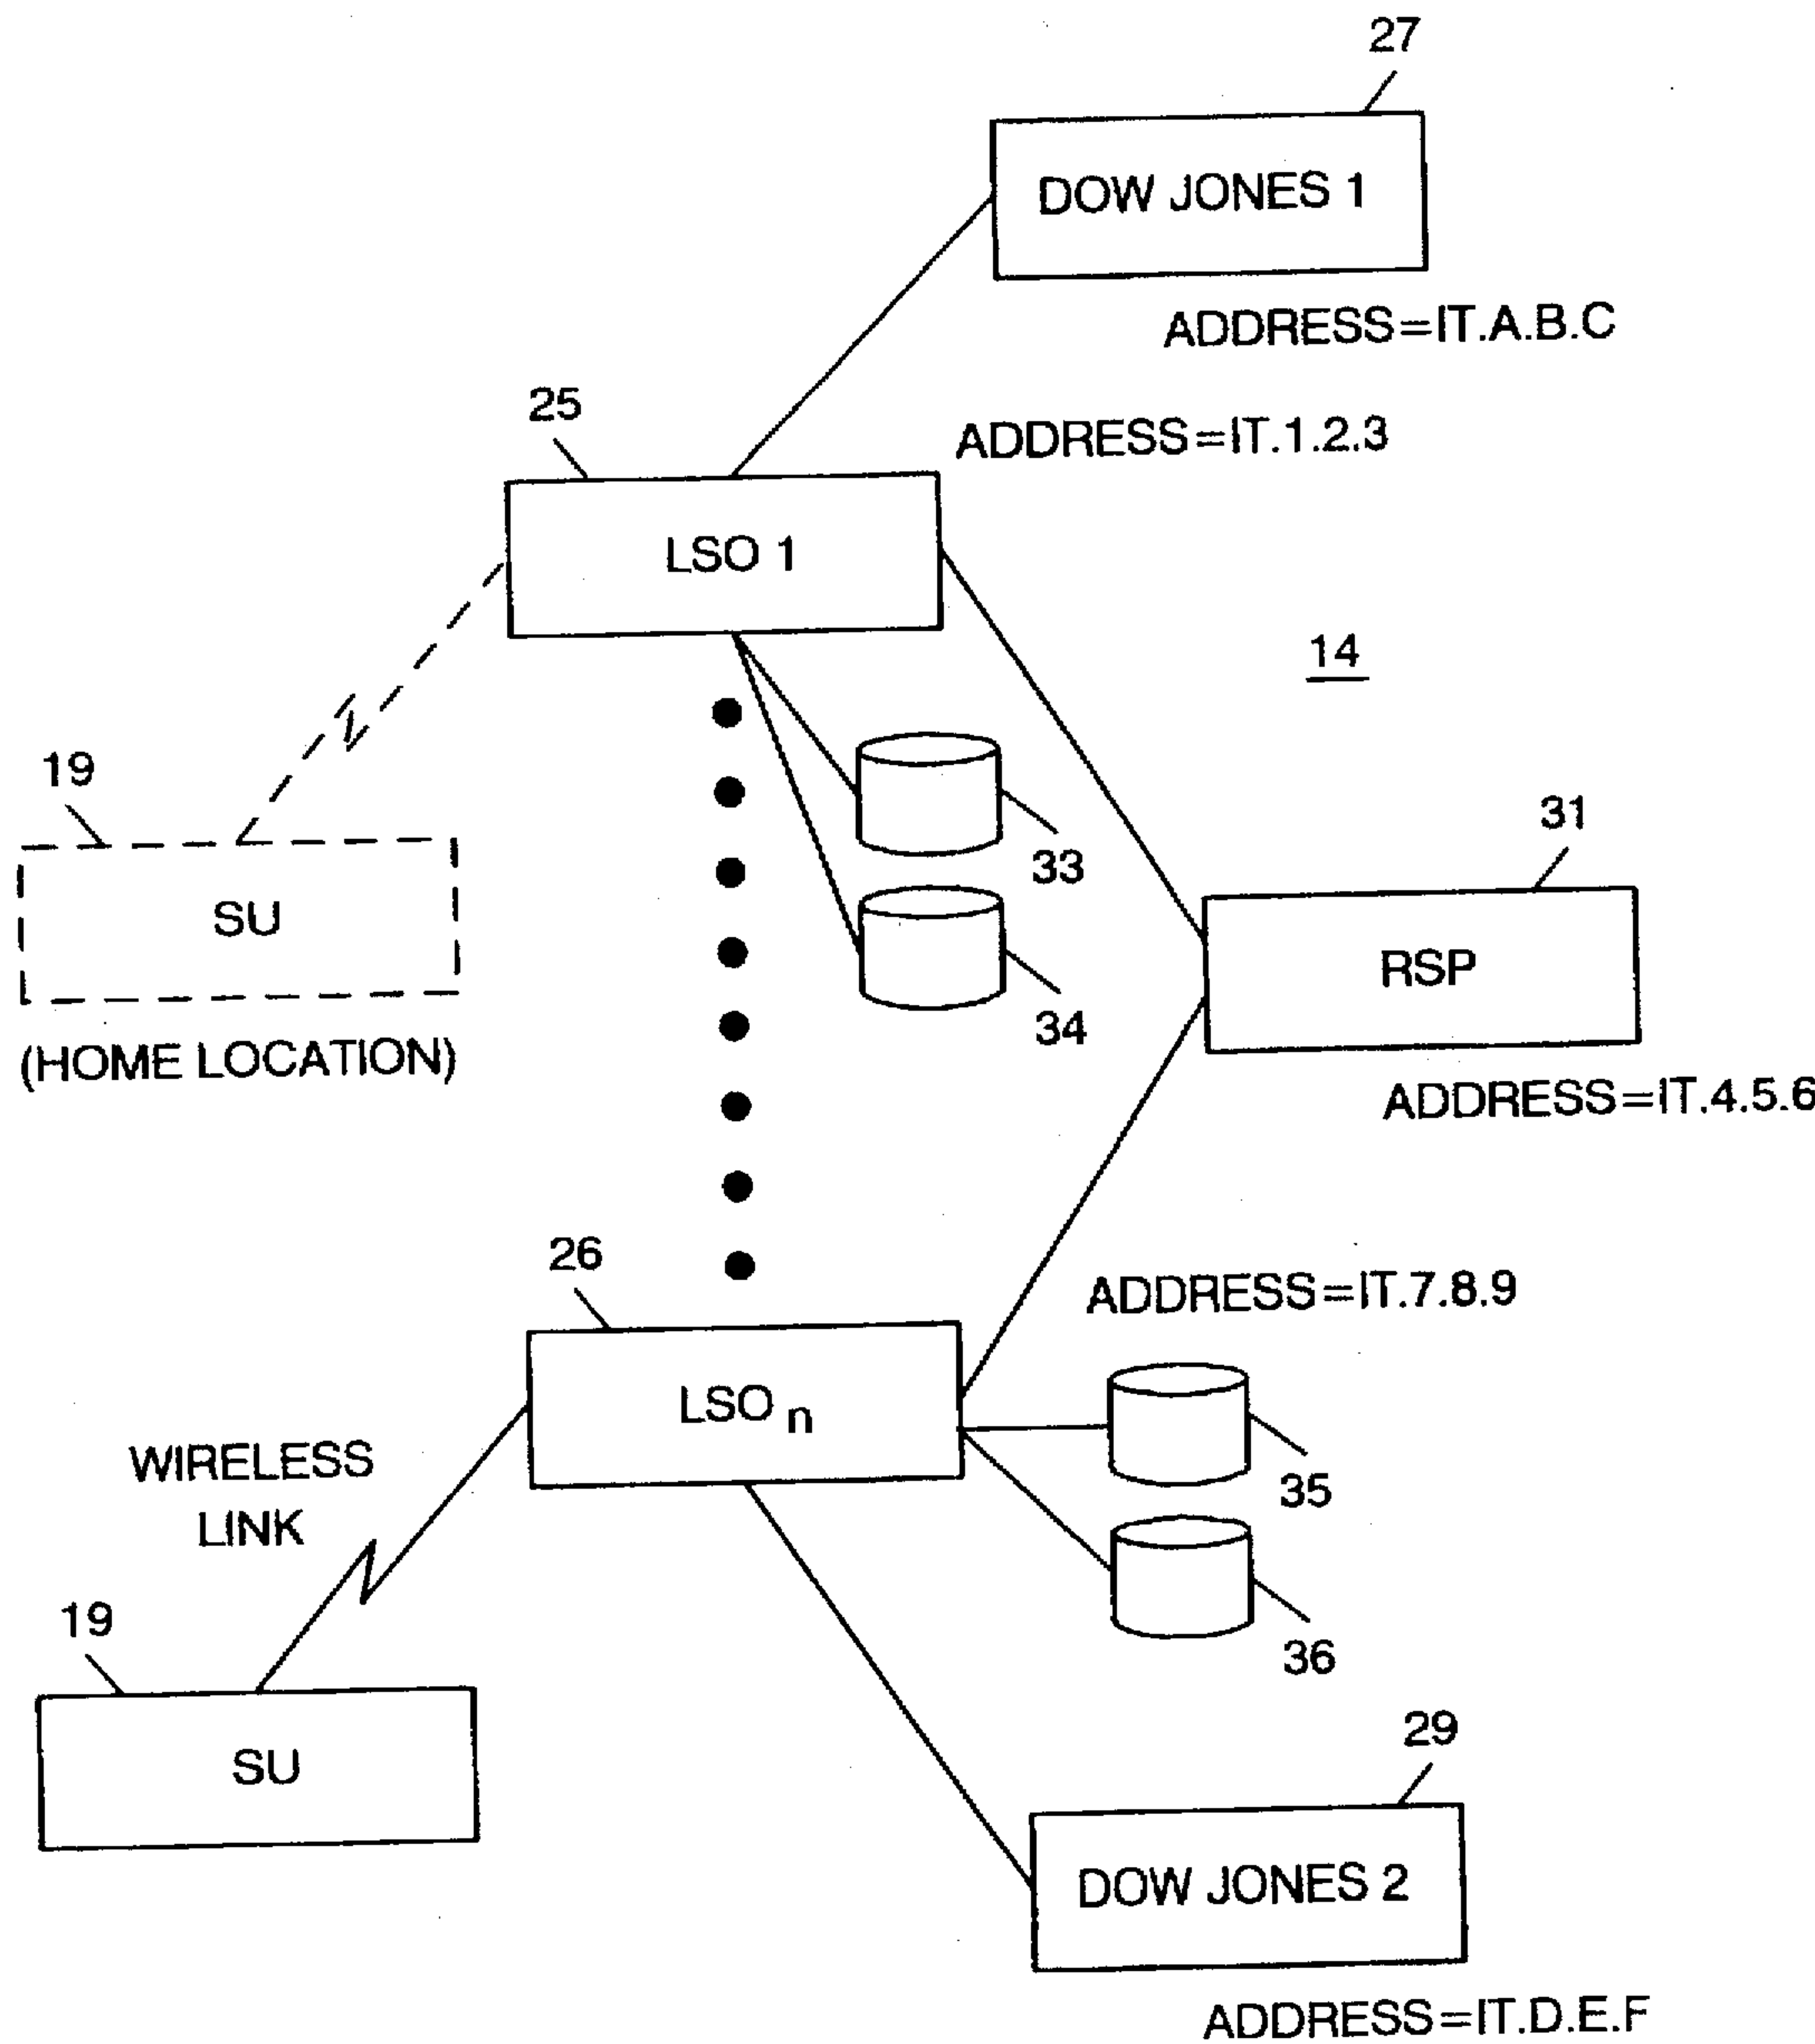 27
DOW JONES 1
ADDRESS=IT.A.B.C
25
ADDRESS=IT.1.2.3
LSO 1
14
19
SU
(HOME LOCATION)
33
34
31
RSP
ADDRESS=IT.4.5.6
26
ADDRESS=IT.7.8.9
LSO n
WIRELESS
LINK
35
36
19
SU
29
DOW JONES 2
ADDRESS=IT.D.E.F